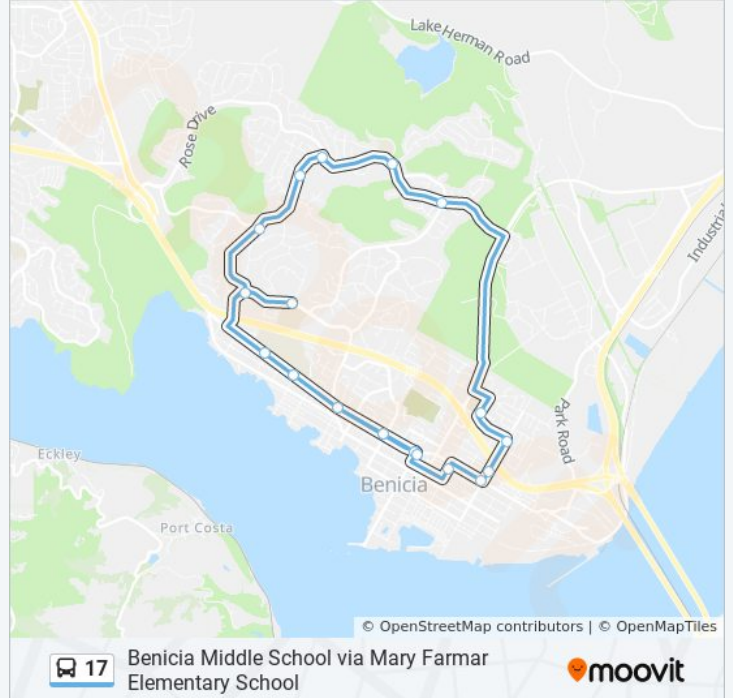 Lake Herman Road
Rose Drive
Industrial
Park Road
Eckley
Benicia
Port Costa
© OpenStreetMap contributors | © OpenMapTiles
17
Benicia Middle School via Mary Farmar
Elementary School
moovit